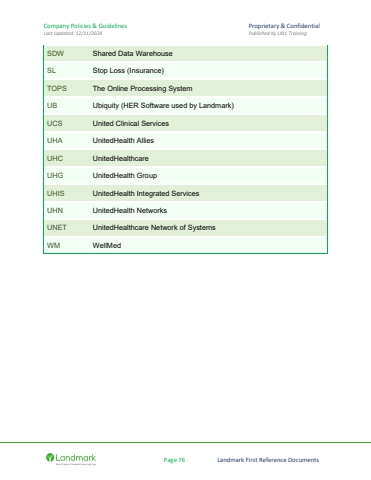 Company Policies & Guidelines
Proprietary & Confidential
Last Updated: 12/11/2024
Published by LMS Training
SDW Shared Data Warehouse
SL Stop Loss (Insurance)
TOPS The Online Processing System
UB Ubiquity (HER Software used by Landmark)
UCS United Clinical Services
UHA UnitedHealth Allies
UHC UnitedHealthcare
UHG UnitedHealth Group
UHIS UnitedHealth Integrated Services
UHN UnitedHealth Networks
UNET UnitedHealthcare Network of Systems
WM WellMed
Landmark
Page 76
Landmark First Reference Documents